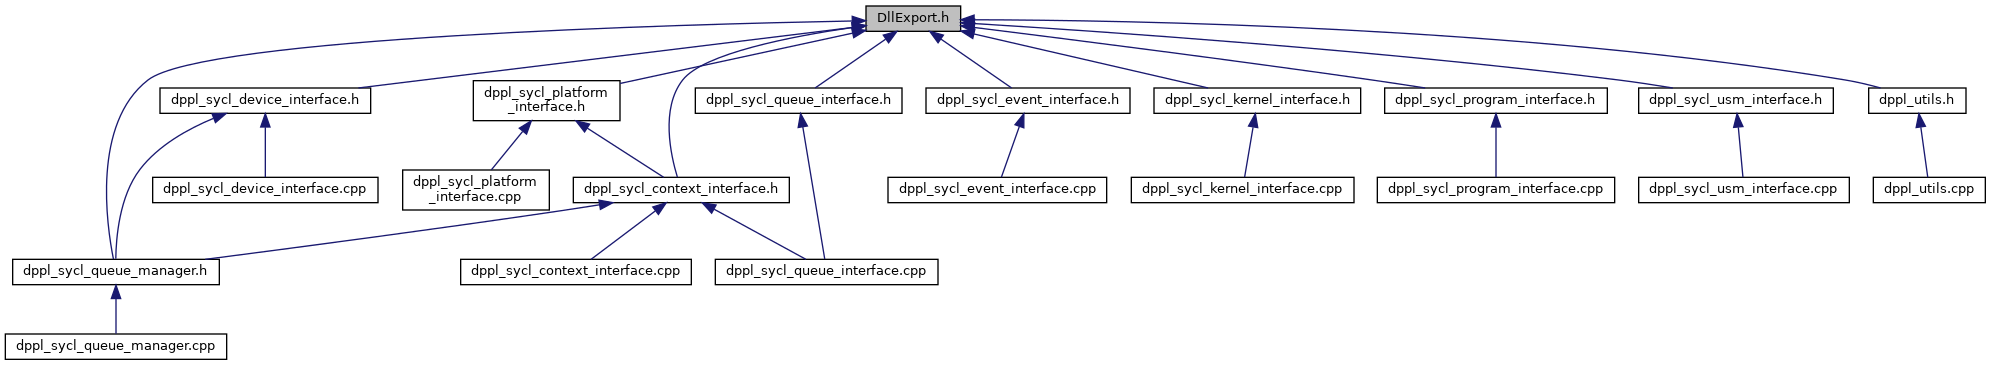 DllExport.h
dppl_sycl_device_interface.h
dppl_sycl_platform
_interface.h
dppl_sycl_queue_interface.h
dppl_sycl_event_interface.h
dppl_sycl_kernel_interface.h
dppl_sycl_program_interface.h
dppl_sycl_usm_interface.h
dppl_utils.h
dppl_sycl_device_interface.cpp
dppl_sycl_platform
_interface.cpp
dppl_sycl_context_interface.h
dppl_sycl_event_interface.cpp
dppl_sycl_kernel_interface.cpp
dppl_sycl_program_interface.cpp
dppl_sycl_usm_interface.cpp
dppl_utils.cpp
dppl_sycl_queue_manager.h
dppl_sycl_context_interface.cpp
dppl_sycl_queue_interface.cpp
dppl_sycl_queue_manager.cpp